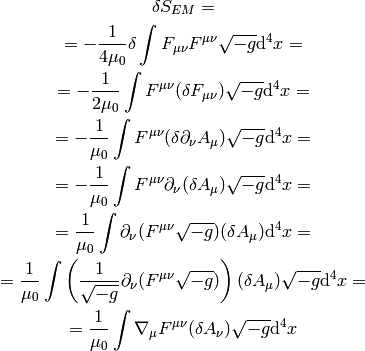 δS_{EM} =
= -\frac{1}{4μ_0} δ ∫ F_{μν}F^{μν} \sqrt{-g} d^4x =
= -\frac{1}{2μ_0} ∫ F^{μν}(δF_{μν}) \sqrt{-g} d^4x =
= -\frac{1}{μ_0} ∫ F^{μν}(δ∂_νA_μ) \sqrt{-g} d^4x =
= -\frac{1}{μ_0} ∫ F^{μν}∂_ν(δA_μ) \sqrt{-g} d^4x =
= \frac{1}{μ_0} ∫ ∂_ν(F^{μν}\sqrt{-g})(δA_μ) d^4x =
= \frac{1}{μ_0} ∫ \left( \frac{1}{\sqrt{-g}} ∂_ν(F^{μν}\sqrt{-g}) \right) (δA_μ) \sqrt{-g} d^4x =
= \frac{1}{μ_0} ∫ ∇_μF^{μν}(δA_ν) \sqrt{-g} d^4x